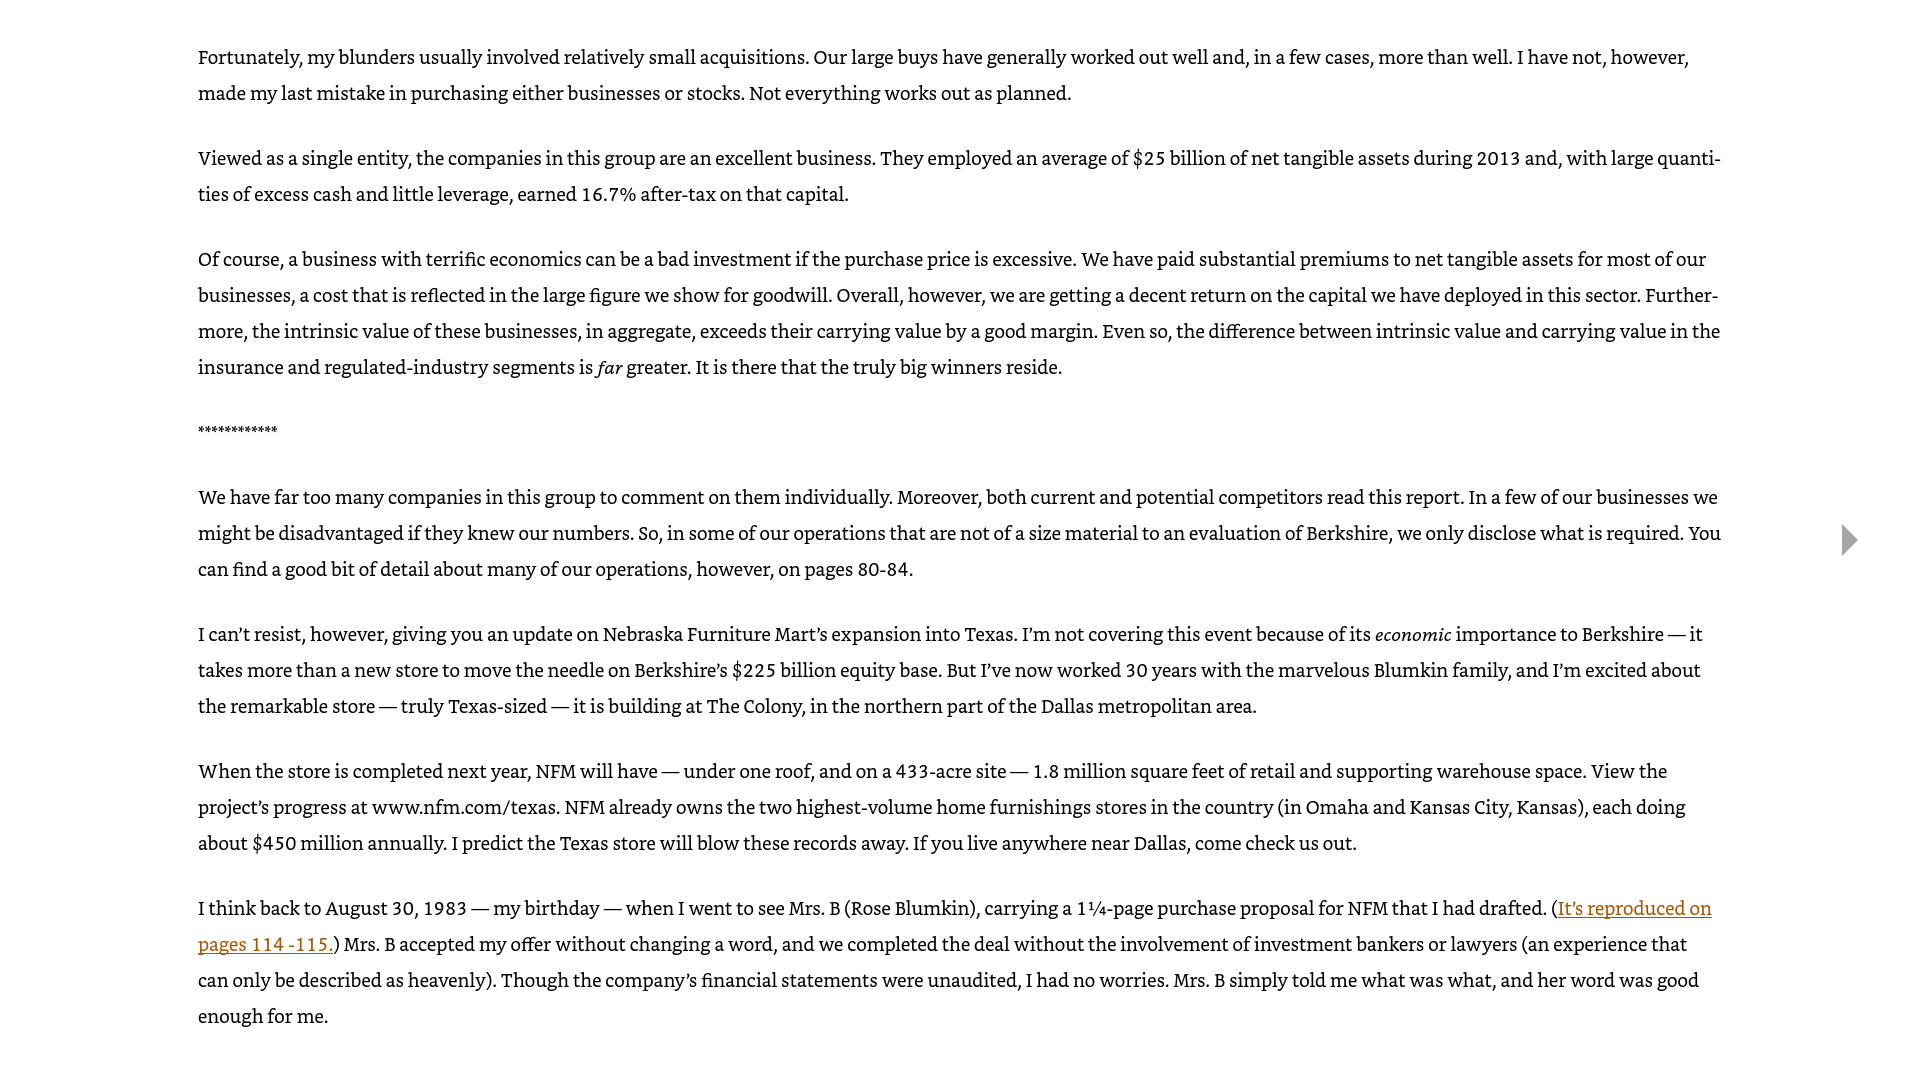 Fortunately, my blunders usually involved relatively small acquisitions. Our large buys have generally worked out well and, in a few cases, more than well. I have not, however,
made my last mistake in purchasing either businesses or stocks. Not everything works out as planned.
Viewed as a single entity, the companies in this group are an excellent business. They employed an average of $25 billion of net tangible assets during 2013 and, with large quanti-
ties of excess cash and little leverage, earned 16.7% after-tax on that capital.
Of course, a business with terrific economics can be a bad investment if the purchase price is excessive. We have paid substantial premiums to net tangible assets for most of our
businesses, a cost that is reflected in the large figure we show for goodwill. Overall, however, we are getting a decent return on the capital we have deployed in this sector. Further-
more, the intrinsic value of these businesses, in aggregate, exceeds their carrying value by a good margin. Even so, the difference between intrinsic value and carrying value in the
insurance and regulated-industry segments is far greater. It is there that the truly big winners reside.
************
We have far too many companies in this group to comment on them individually. Moreover, both current and potential competitors read this report. In a few of our businesses we
might be disadvantaged if they knew our numbers. So, in some of our operations that are not of a size material to an evaluation of Berkshire, we only disclose what is required. You
can find a good bit of detail about many of our operations, however, on pages 80-84.
I can’t resist, however, giving you an update on Nebraska Furniture Mart’s expansion into Texas. I’m not covering this event because of its economic importance to Berkshire — it
takes more than a new store to move the needle on Berkshire’s $225 billion equity base. But I’ve now worked 30 years with the marvelous Blumkin family, and I’m excited about
the remarkable store — truly Texas-sized — it is building at The Colony, in the northern part of the Dallas metropolitan area.
When the store is completed next year, NFM will have — under one roof, and on a 433-acre site — 1.8 million square feet of retail and supporting warehouse space. View the
project’s progress at www.nfm.com/texas. NFM already owns the two highest-volume home furnishings stores in the country (in Omaha and Kansas City, Kansas), each doing
about $450 million annually. I predict the Texas store will blow these records away. If you live anywhere near Dallas, come check us out.
I think back to August 30, 1983 — my birthday — when I went to see Mrs. B (Rose Blumkin), carrying a 1¼-page purchase proposal for NFM that I had drafted. (It’s reproduced on
pages 114 -115.) Mrs. B accepted my offer without changing a word, and we completed the deal without the involvement of investment bankers or lawyers (an experience that
can only be described as heavenly). Though the company’s financial statements were unaudited, I had no worries. Mrs. B simply told me what was what, and her word was good
enough for me.